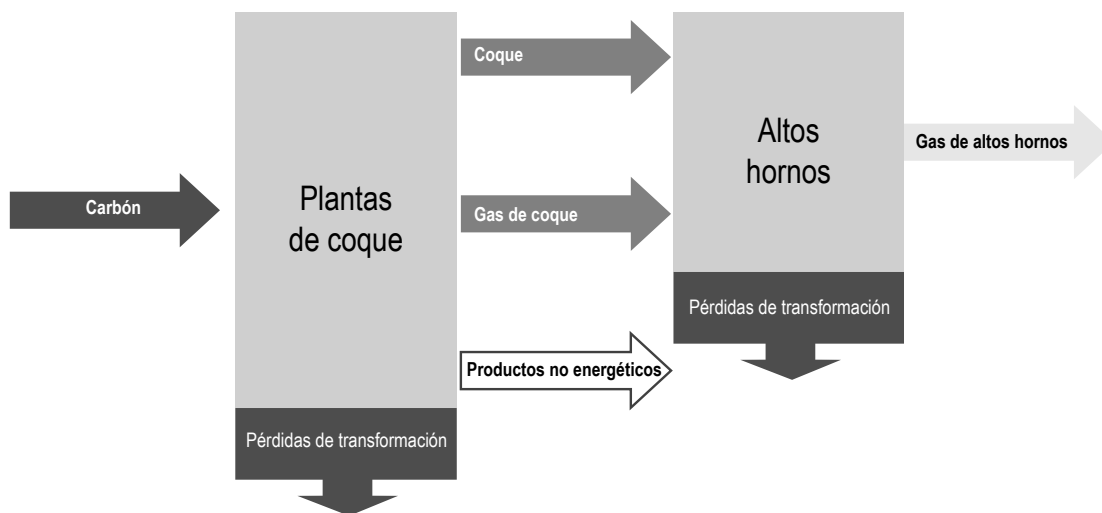 Carbón
Plantas
de coque
Pérdidas de transformación
Coque
Gas de coque
Productos no energéticos
Altos
hornos
Pérdidas de transformación
Gas de altos hornos